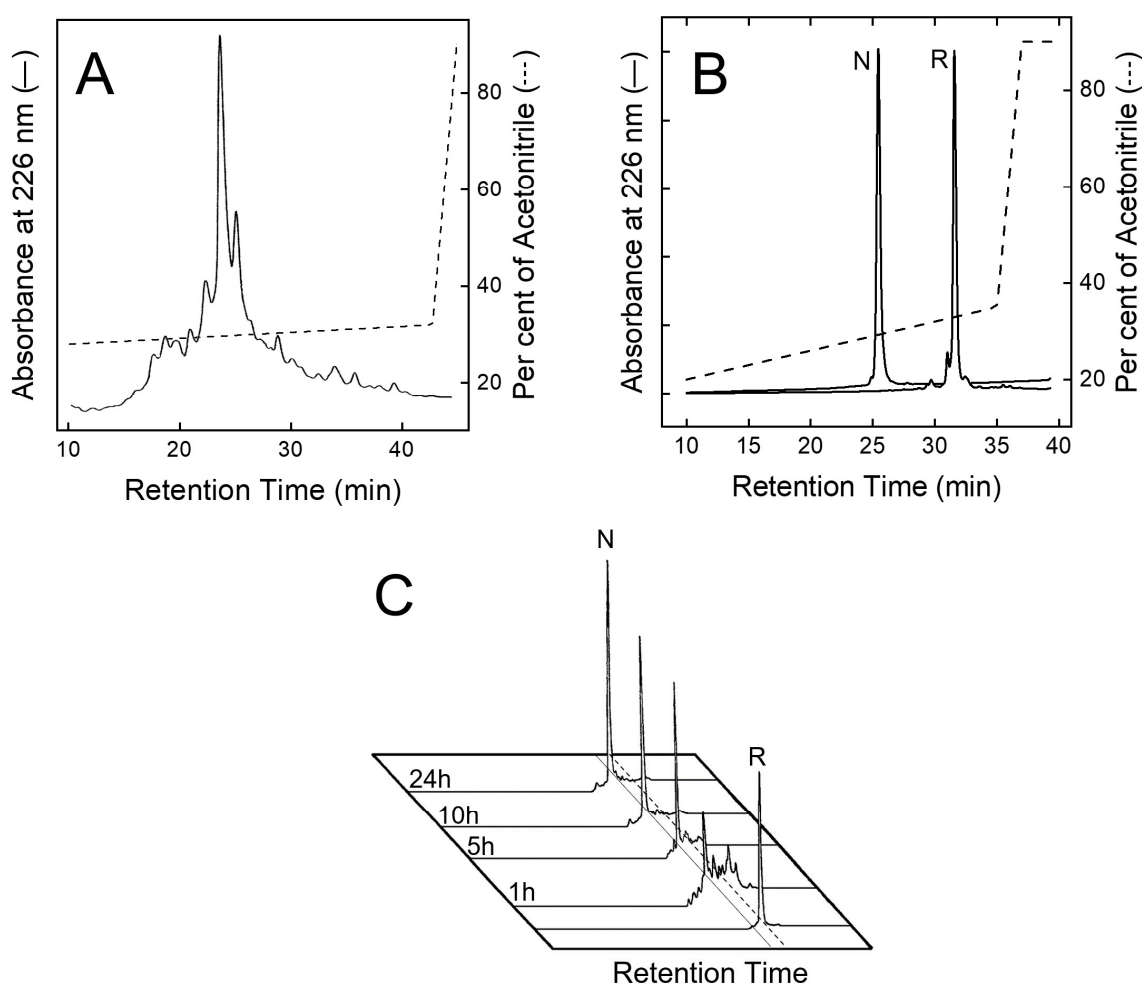 A
Absorbance at 226 nm (—)
Per cent of Acetonitrile (---)
80
60
40
20
10 20 30 40
Retention Time (min)
B
N R
Absorbance at 226 nm (—)
Per cent of Acetonitrile (---)
80
60
40
20
10 15 20 25 30 35 40
Retention Time (min)
C
N
R
24h
10h
5h
1h
Retention Time